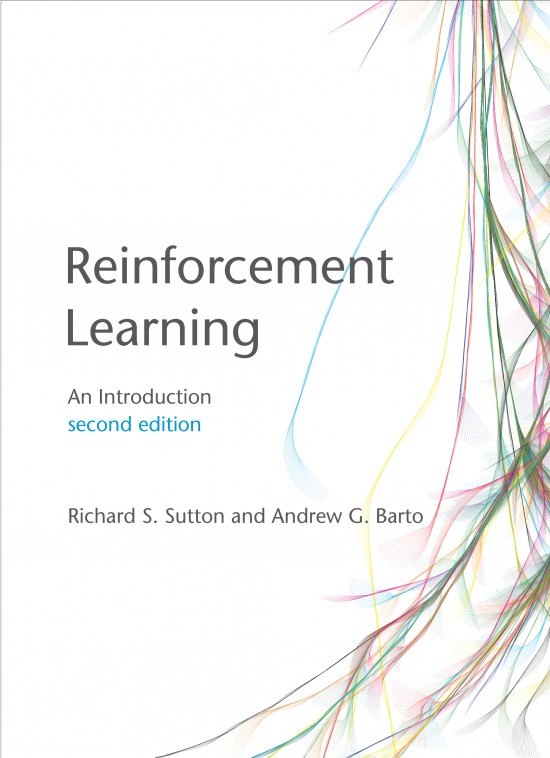 Reinforcement
Learning
An Introduction
second edition
Richard S. Sutton and Andrew G. Barto